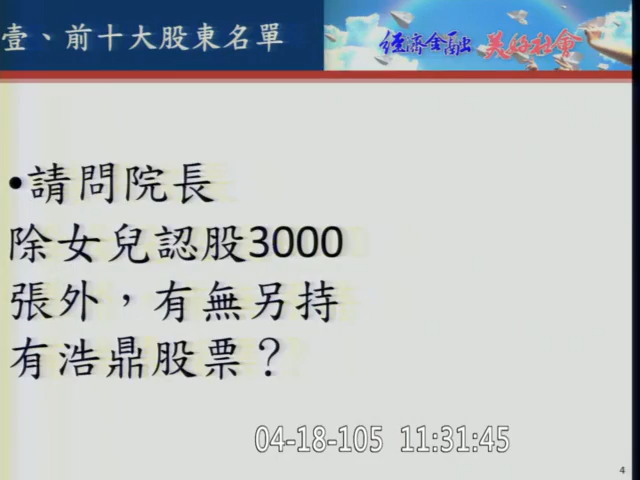 壹、前十大股東名單
經濟金融 美好社會
•請問院長
除女兒認股3000
張外，有無另持
有浩鼎股票？
04-18-105 11:31:45
4